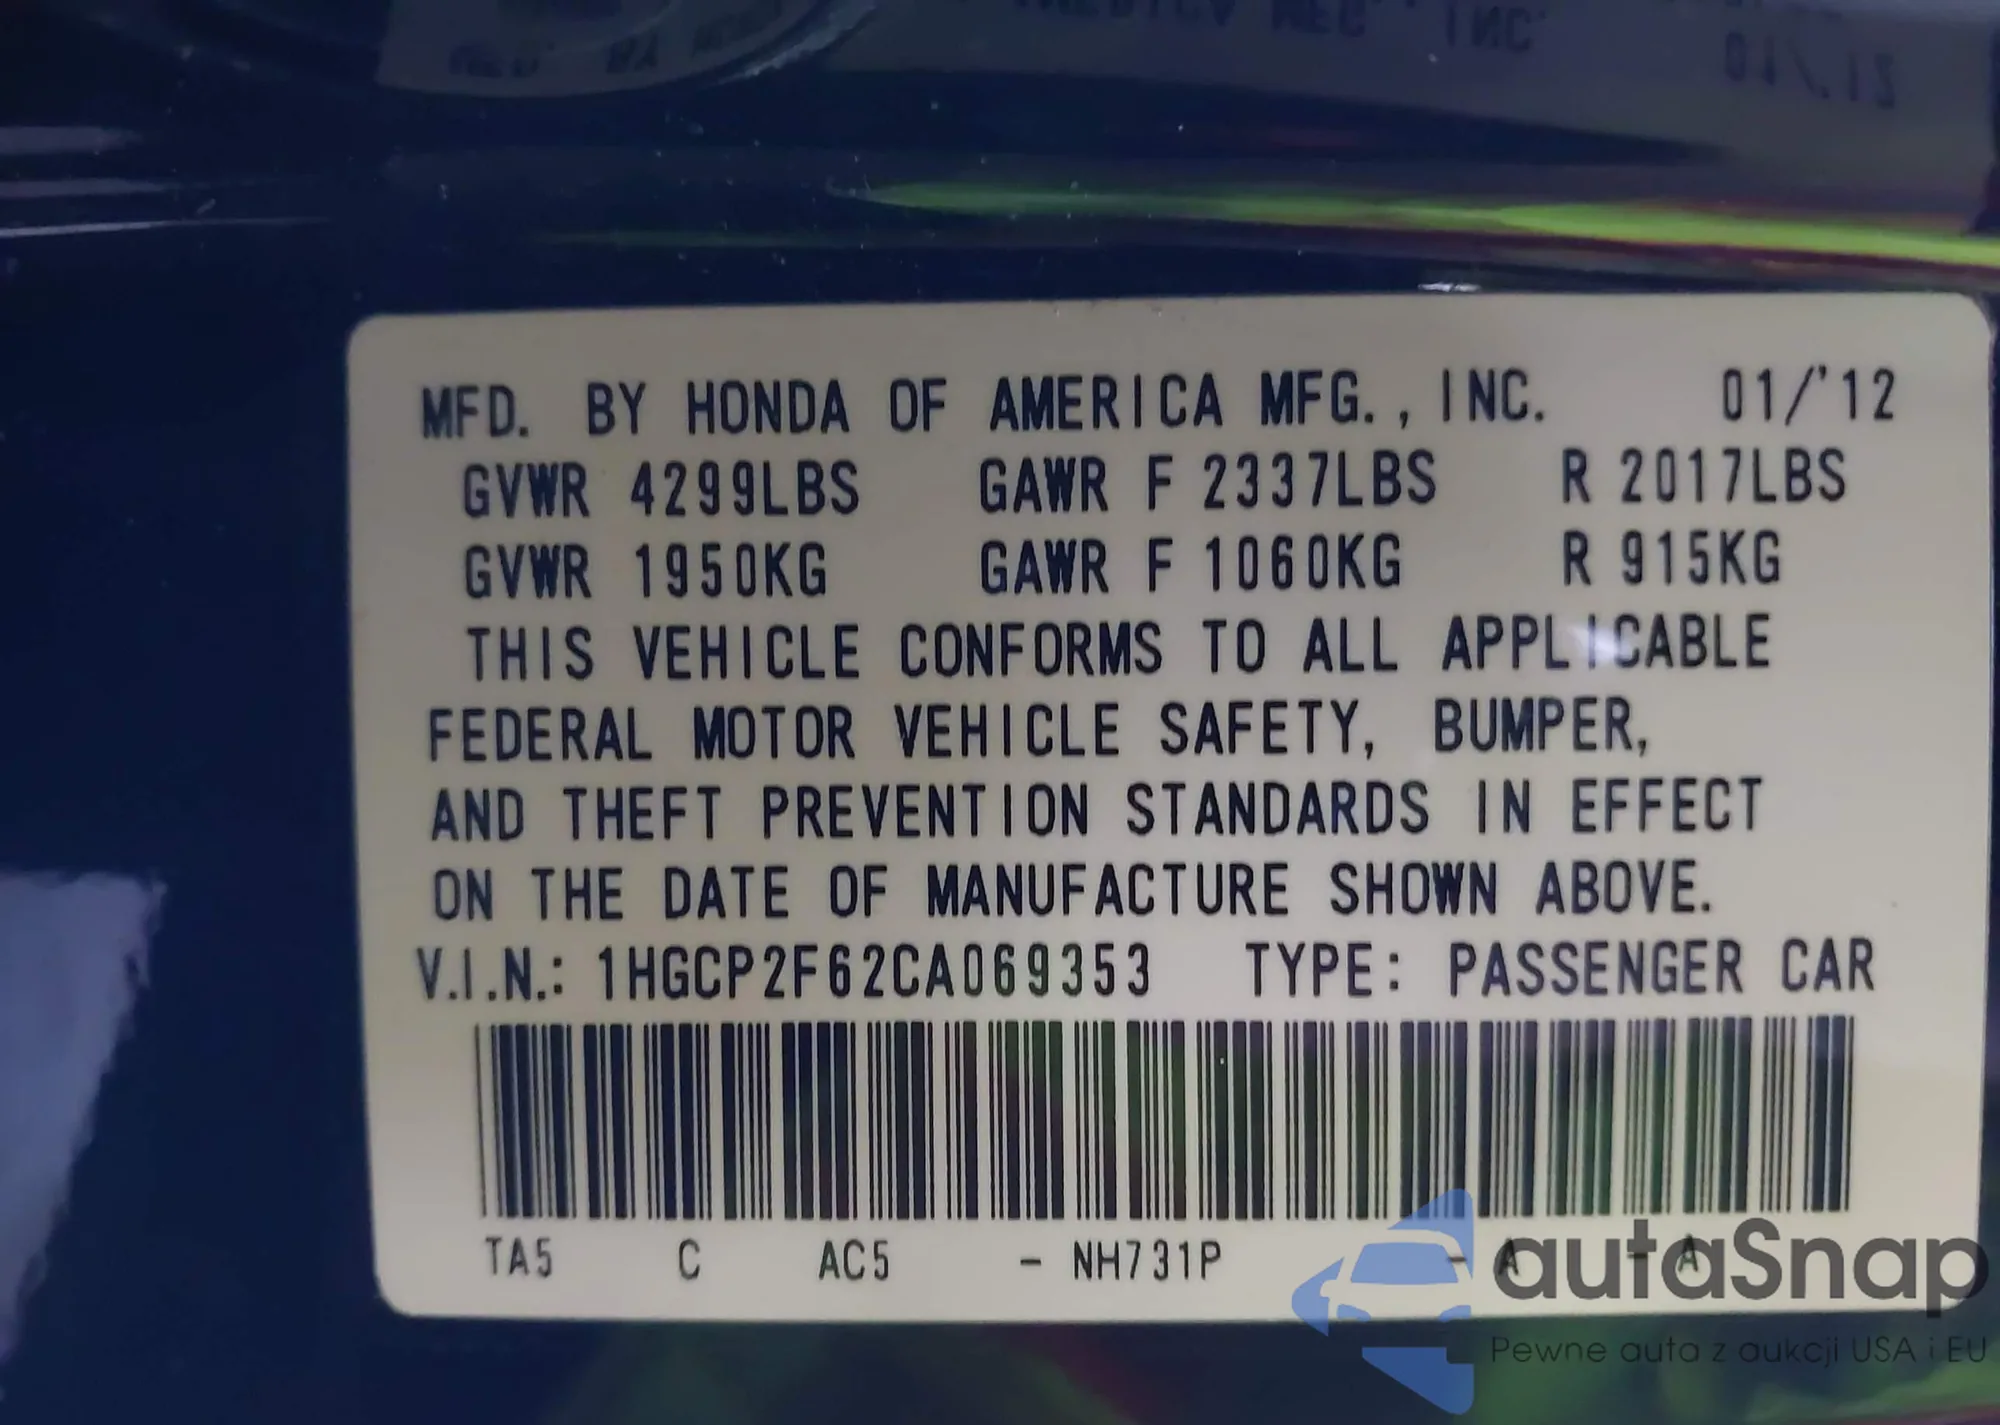 MFD. BY HONDA OF AMERICA MFG., INC. 01/'12
GVWR 4299LBS GAWR F 2337LBS R 2017LBS
GVWR 1950KG GAWR F 1060KG R 915KG
THIS VEHICLE CONFORMS TO ALL APPLICABLE
FEDERAL MOTOR VEHICLE SAFETY, BUMPER,
AND THEFT PREVENTION STANDARDS IN EFFECT
ON THE DATE OF MANUFACTURE SHOWN ABOVE.
V.I.N.: 1HGCP2F62CA069353 TYPE: PASSENGER CAR
TA5 C AC5 - NH731P - A - A
autaSnap
Pewne auta z aukcji USA i EU